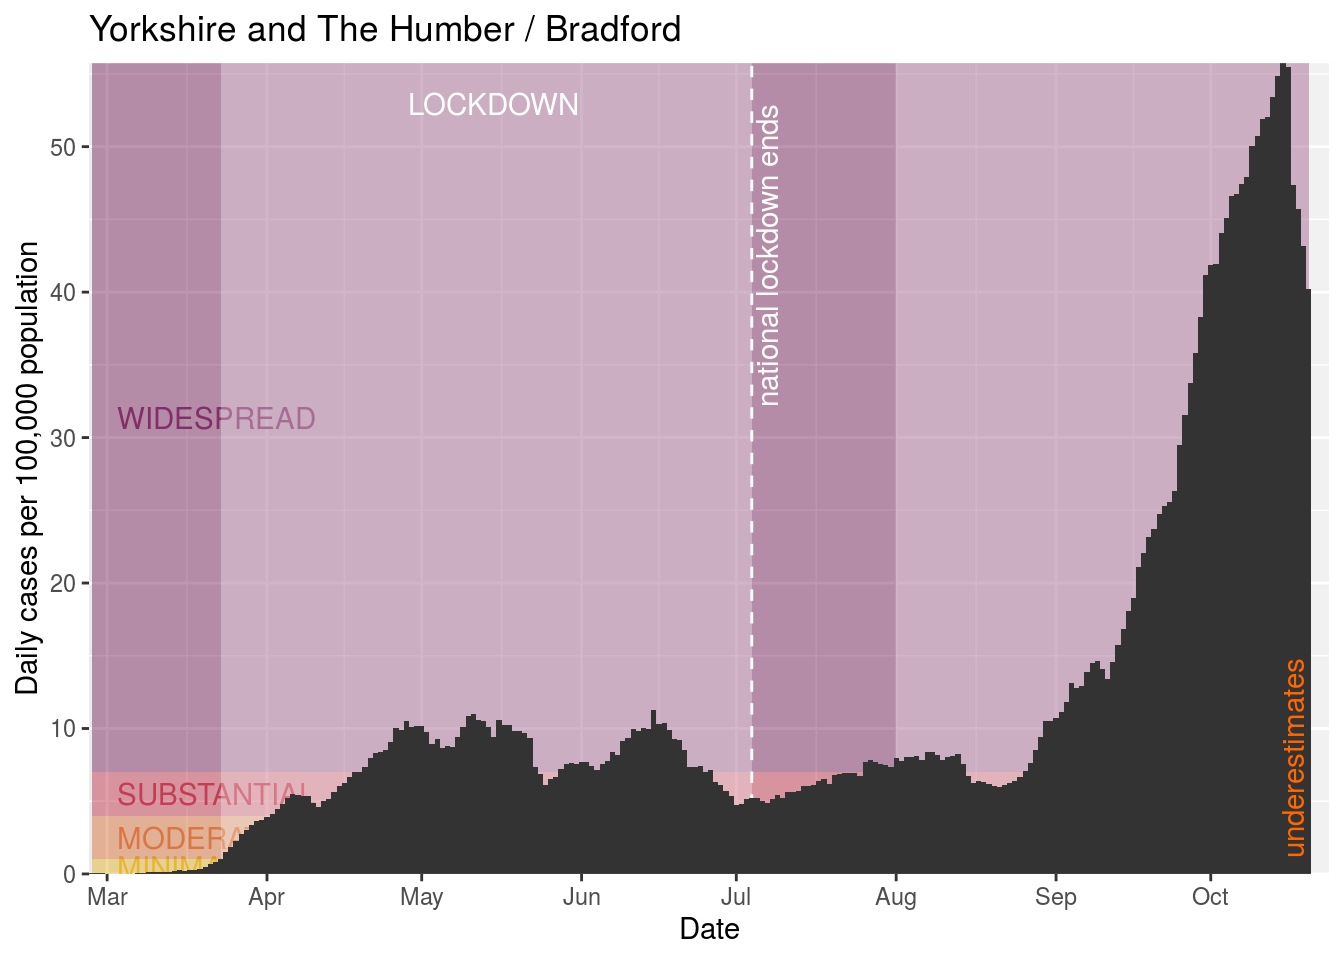 Yorkshire and The Humber / Bradford
LOCKDOWN
national lockdown ends
WIDESPREAD
SUBSTANTIAL
underestimates
50
40
30
20
10
0
Mar
Apr
May
Jun
Jul
Aug
Sep
Oct
Date
Daily cases per 100,000 population